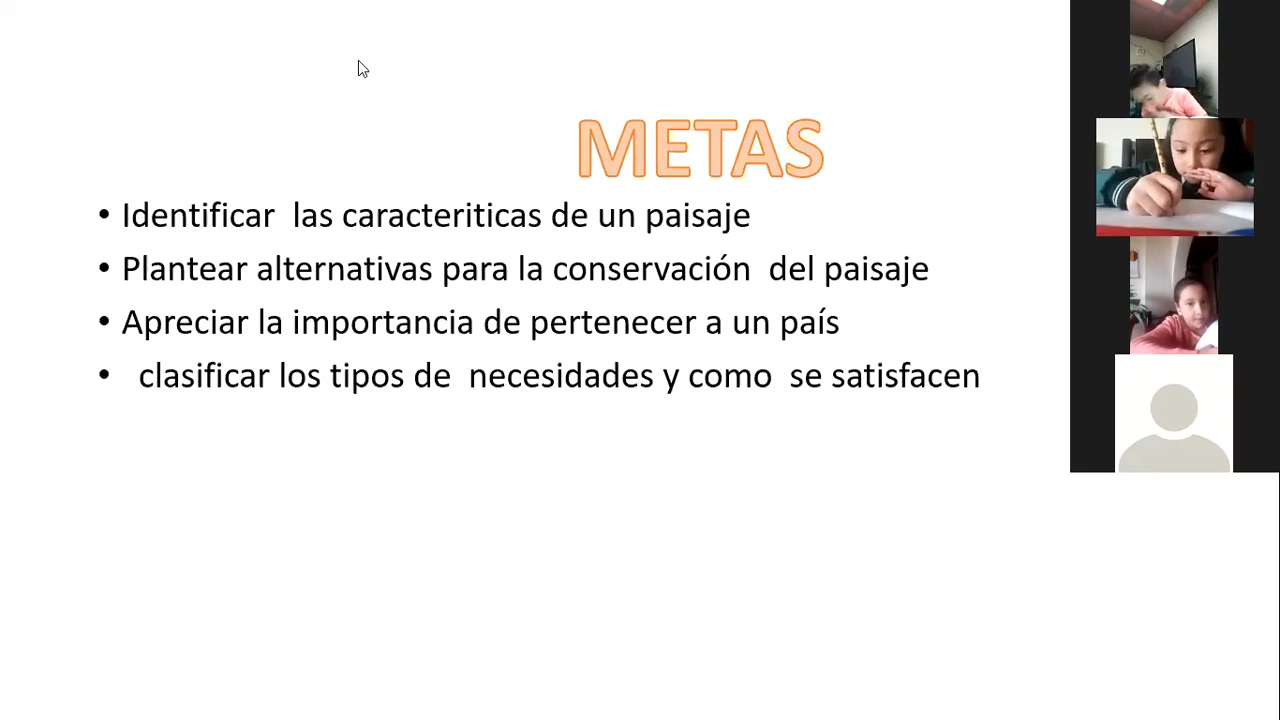 METAS
• Identificar las caracteriticas de un paisaje
• Plantear alternativas para la conservación del paisaje
• Apreciar la importancia de pertenecer a un país
• clasificar los tipos de necesidades y como se satisfacen